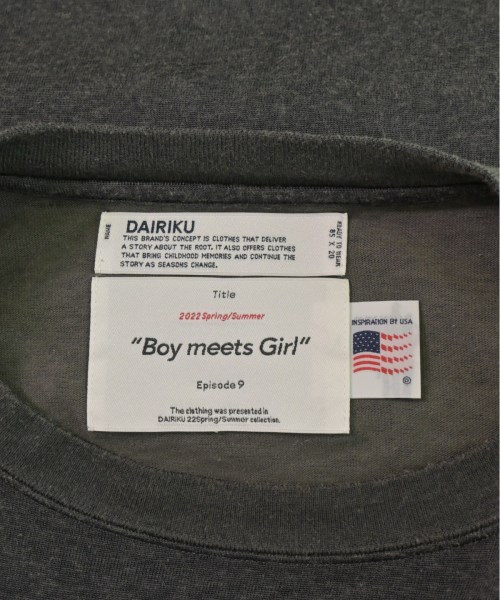 NAME
DAIRIKU
THIS BRAND'S CONCEPT IS CLOTHES THAT DELIVER
A STORY ABOUT THE ROOT. IT ALSO OFFERS CLOTHES
THAT BRING CHILDHOOD MEMORIES AND CONTINUE THE
STORY AS SEASONS CHANGE.
READY TO WEAR
85 X 20
Title
2022 Spring/Summer
"Boy meets Girl"
Episode 9
The clothing was presented in
DAIRIKU 22Spring/Summer collection.
INSPIRATION BY USA
©